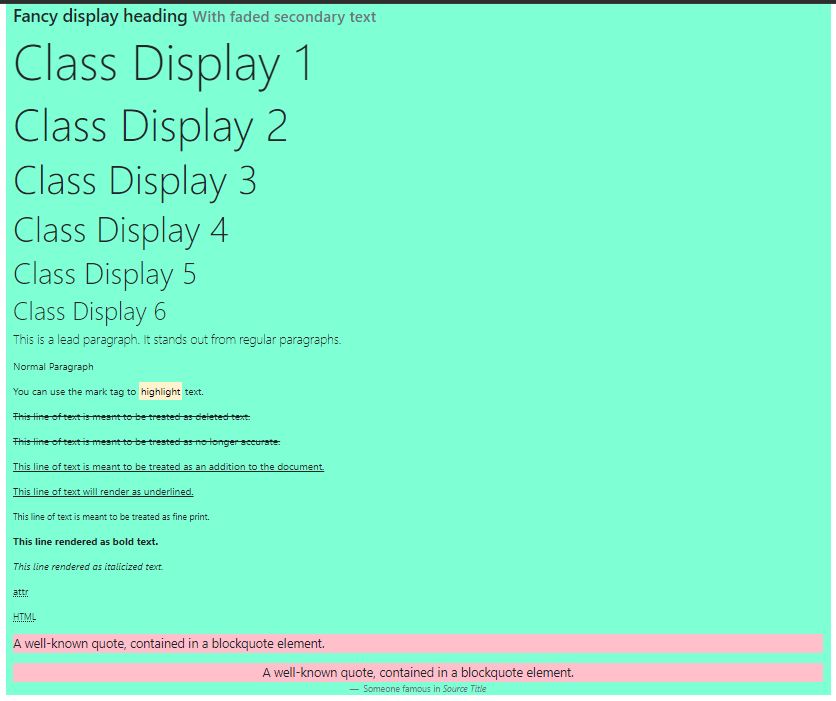 Fancy display heading With faded secondary text
Class Display 1
Class Display 2
Class Display 3
Class Display 4
Class Display 5
Class Display 6
This is a lead paragraph. It stands out from regular paragraphs.
Normal Paragraph
You can use the mark tag to highlight text.
This line of text is meant to be treated as deleted text.
This line of text is meant to be treated as no longer accurate.
This line of text is meant to be treated as an addition to the document.
This line of text will render as underlined.
This line of text is meant to be treated as fine print.
This line rendered as bold text.
This line rendered as italicized text.
attr
HTML
A well-known quote, contained in a blockquote element.
A well-known quote, contained in a blockquote element.
— Someone famous in Source Title